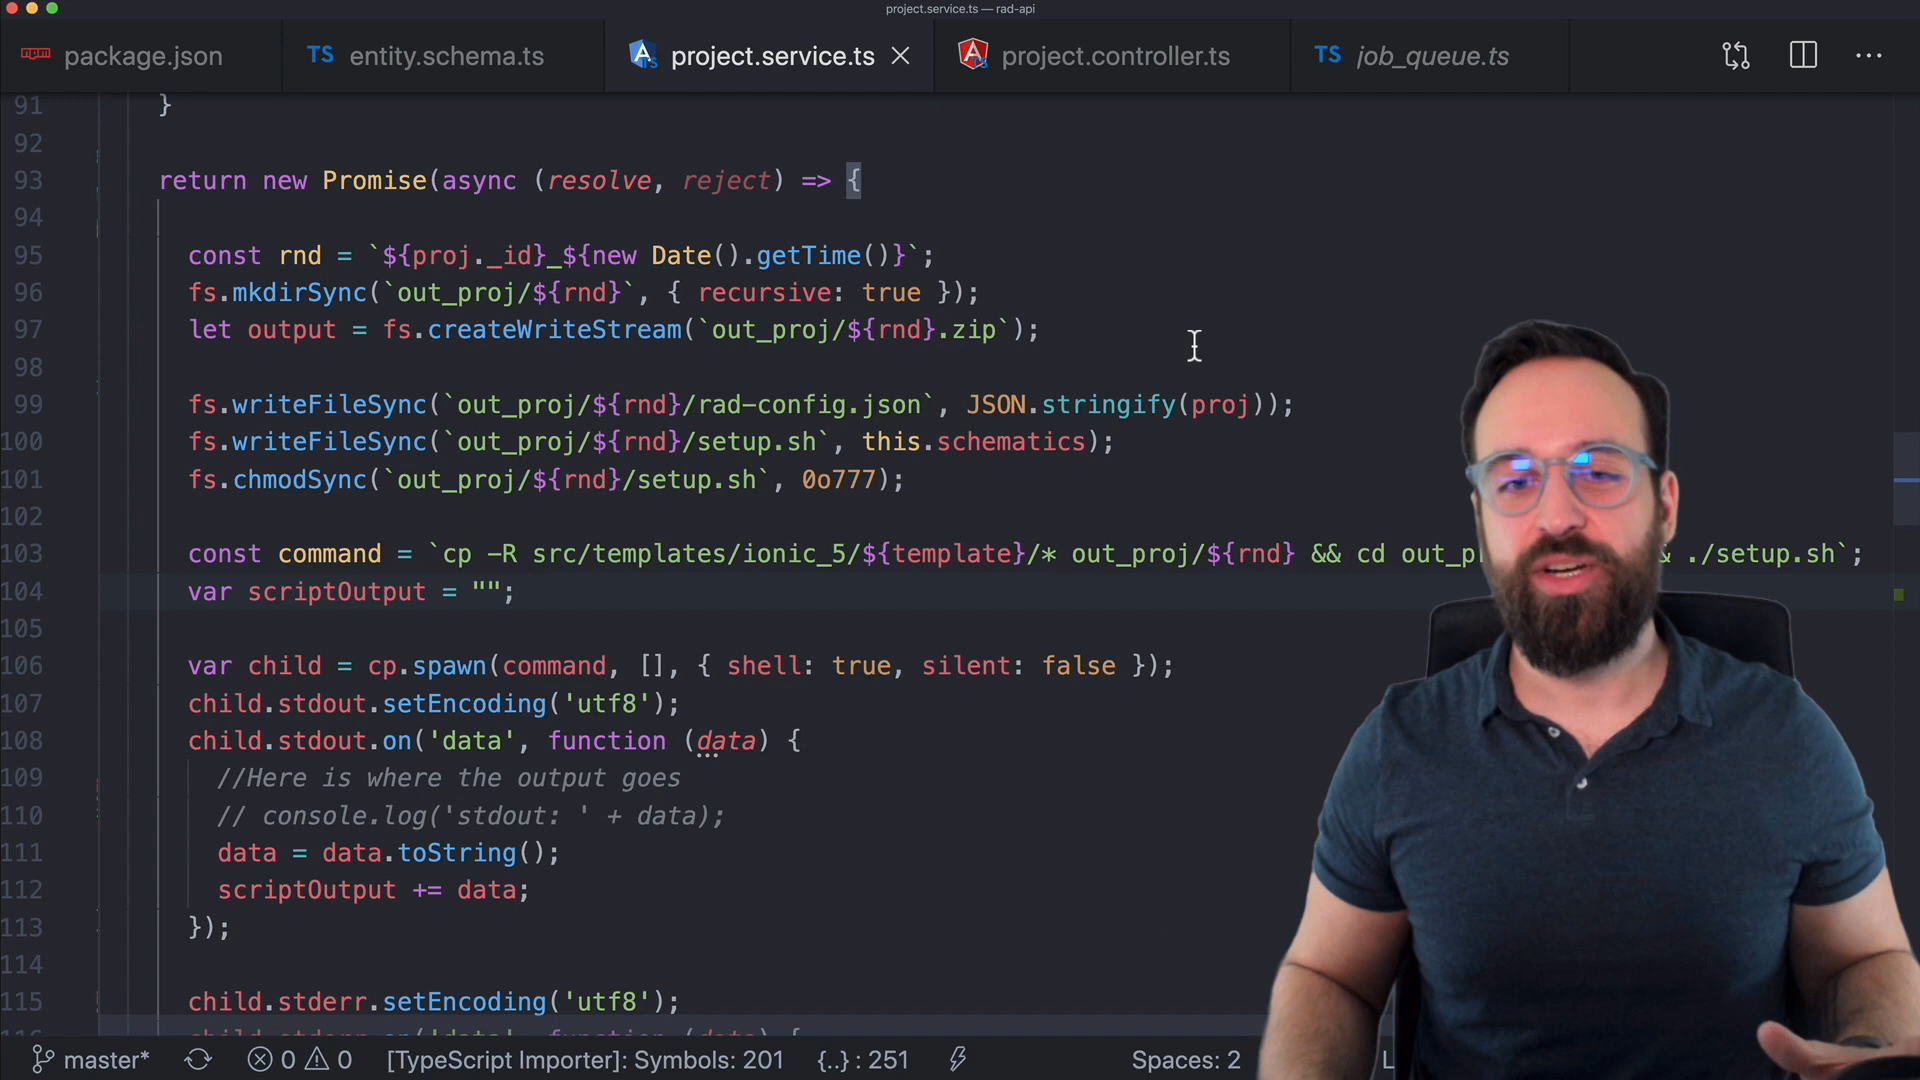 project.service.ts — rad-api
package.json
TS entity.schema.ts
project.service.ts
project.controller.ts
TS job_queue.ts
91 }
92
93 return new Promise(async (resolve, reject) => {
94
95 const rnd = `${proj._id}_${new Date().getTime()}`;
96 fs.mkdirSync(`out_proj/${rnd}`, { recursive: true });
97 let output = fs.createWriteStream(`out_proj/${rnd}.zip`);
98
99 fs.writeFileSync(`out_proj/${rnd}/rad-config.json`, JSON.stringify(proj));
100 fs.writeFileSync(`out_proj/${rnd}/setup.sh`, this.schematics);
101 fs.chmodSync(`out_proj/${rnd}/setup.sh`, 0o777);
102
103 const command = `cp -R src/templates/ionic_5/${template}/* out_proj/${rnd} && cd ./setup.sh`;
104 var scriptOutput = "";
105
106 var child = cp.spawn(command, [], { shell: true, silent: false });
107 child.stdout.setEncoding('utf8');
108 child.stdout.on('data', function (data) {
109 //Here is where the output goes
110 // console.log('stdout: ' + data);
111 data = data.toString();
112 scriptOutput += data;
113 });
114
115 child.stderr.setEncoding('utf8');
master* 0 0 [TypeScript Importer]: Symbols: 201 {..} : 251 Spaces: 2